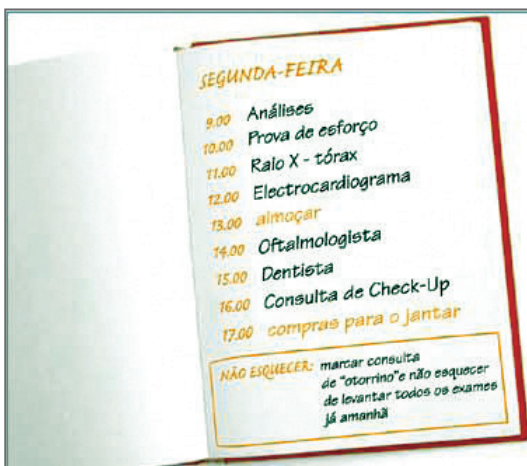 SEGUNDA-FEIRA
9.00 Análises
10.00 Prova de esforço
11.00 Raio X - tórax
12.00 Electrocardiograma
13.00 almoçar
14.00 Oftalmologista
15.00 Dentista
16.00 Consulta de Check-Up
17.00 compras para o jantar
NÃO ESQUECER: marcar consulta
de "otorrino" e não esquecer
de levantar todos os exames
já amanhã